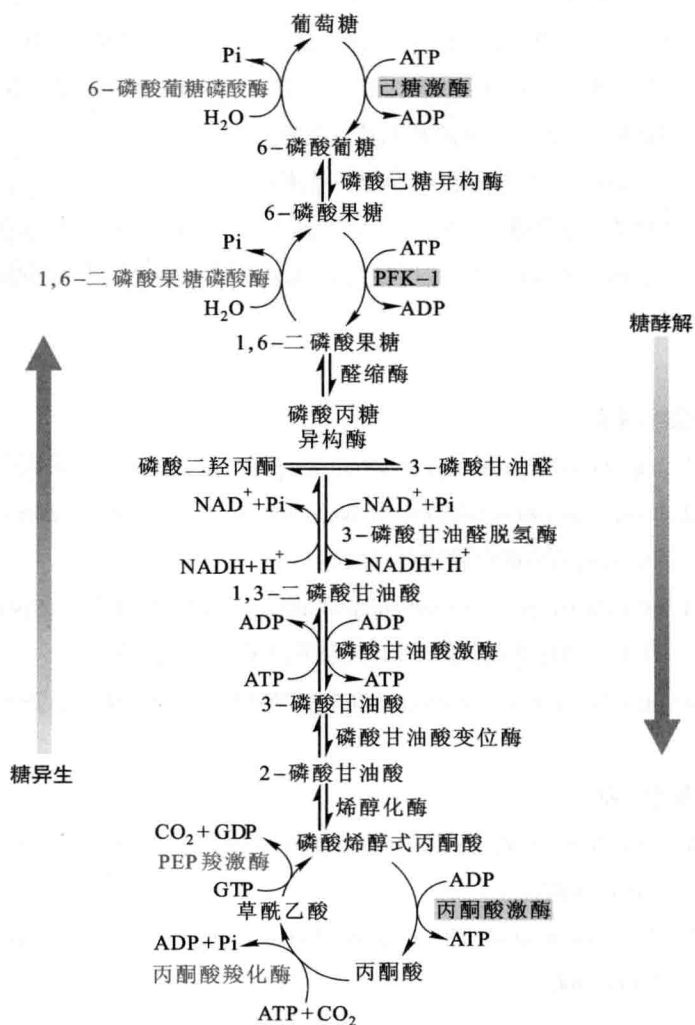 葡萄糖
Pi
ATP
6-磷酸葡糖磷酸酶
己糖激酶
H₂O
ADP
6-磷酸葡糖
磷酸己糖异构酶
6-磷酸果糖
Pi
ATP
1,6-二磷酸果糖磷酸酶
PFK-1
H₂O
ADP
1,6-二磷酸果糖
糖酵解
醛缩酶
磷酸丙糖
异构酶
磷酸二羟丙酮
3-磷酸甘油醛
NAD⁺+Pi
NAD⁺+Pi
3-磷酸甘油醛脱氢酶
NADH+H⁺
NADH+H⁺
1,3-二磷酸甘油酸
ADP
ADP
磷酸甘油酸激酶
ATP
ATP
3-磷酸甘油酸
磷酸甘油酸变位酶
糖异生
2-磷酸甘油酸
烯醇化酶
CO₂+GDP
磷酸烯醇式丙酮酸
PEP羧激酶
GTP
ADP
草酰乙酸
丙酮酸激酶
ADP+Pi
ATP
丙酮酸羧化酶
丙酮酸
ATP+CO₂